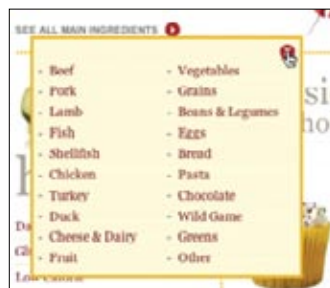 SEE ALL MAIN INGREDIENTS
- Beef
- Pork
- Lamb
- Fish
- Shellfish
- Chicken
- Turkey
- Duck
- Cheese & Dairy
- Fruit
- Vegetables
- Grains
- Beans & Legumes
- Eggs
- Bread
- Pasta
- Chocolate
- Wild Game
- Greens
- Other